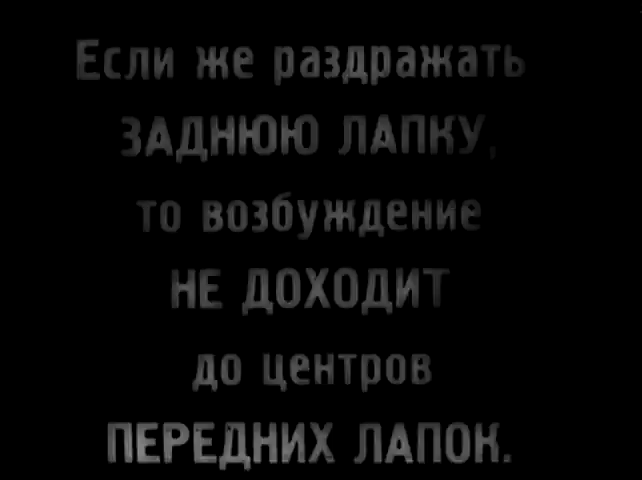 Если же раздражать
ЗАДНЮЮ ЛАПКУ,
то возбуждение
НЕ ДОХОДИТ
до центров
ПЕРЕДНИХ ЛАПОК.